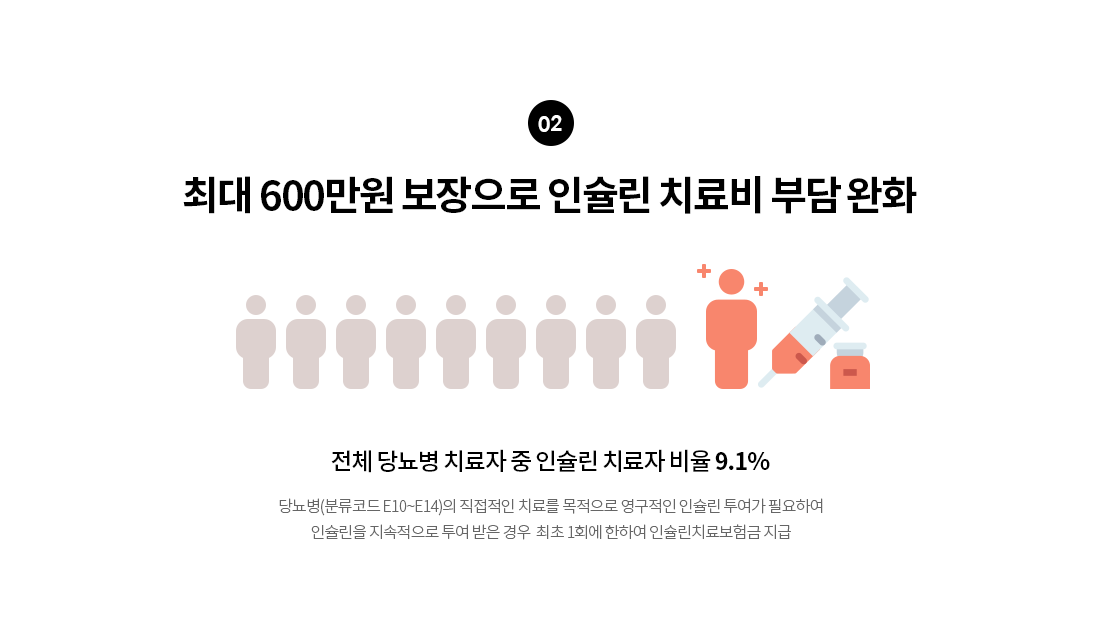 02
최대 600만원 보장으로 인슐린 치료비 부담 완화
전체 당뇨병 치료자 중 인슐린 치료자 비율 9.1%
당뇨병(분류코드 E10~E14)의 직접적인 치료를 목적으로 영구적인 인슐린 투여가 필요하여
인슐린을 지속적으로 투여 받은 경우 최초 1회에 한하여 인슐린치료보험금 지급